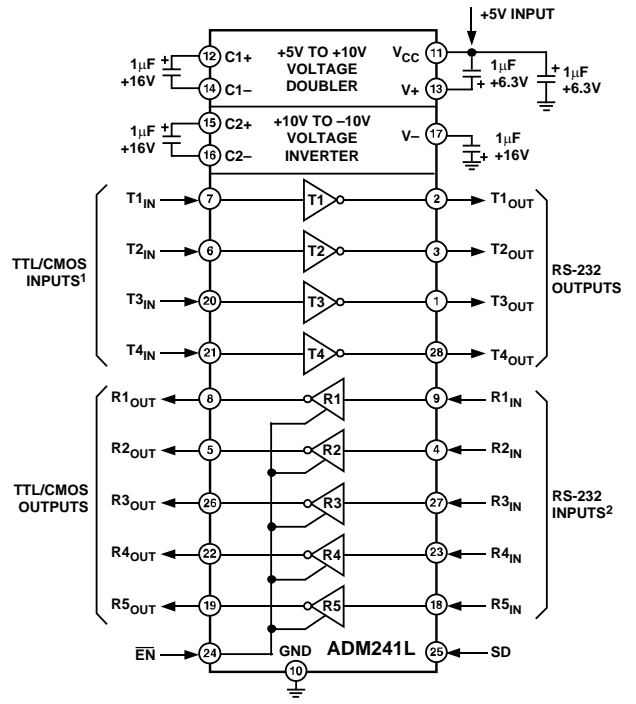 +5V INPUT
1μF
+16V
+
12
C1+
14
C1–
+5V TO +10V
VOLTAGE
DOUBLER
VCC
11
V+
13
+
1μF
+6.3V
+
1μF
+6.3V
1μF
+16V
+
15
C2+
16
C2–
+10V TO –10V
VOLTAGE
INVERTER
V–
17
1μF
+
+16V
TTL/CMOS
INPUTS1
T1IN
7
T1
2
T1OUT
T2IN
6
T2
3
T2OUT
T3IN
20
T3
1
T3OUT
T4IN
21
T4
28
T4OUT
RS-232
OUTPUTS
TTL/CMOS
OUTPUTS
R1OUT
8
R1
9
R1IN
R2OUT
5
R2
4
R2IN
R3OUT
26
R3
27
R3IN
R4OUT
22
R4
23
R4IN
R5OUT
19
R5
18
R5IN
RS-232
INPUTS2
EN
24
GND
10
ADM241L
25
SD